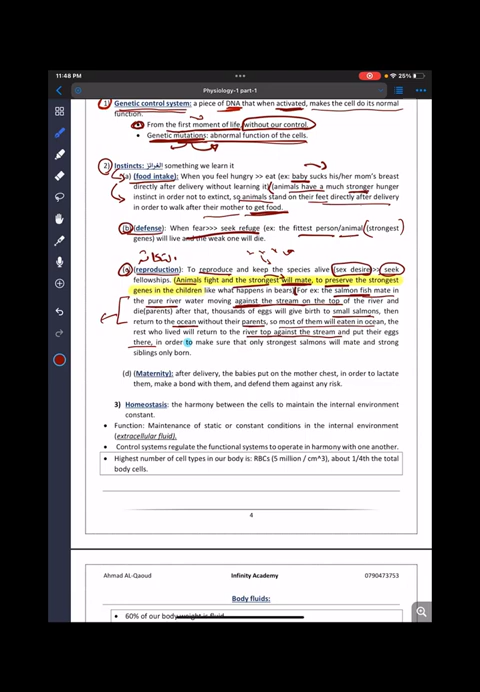 11:48 PM
25%
Physiology-1 part-1
1) Genetic control system: a piece of DNA that when activated, makes the cell do its normal
function.
From the first moment of life, without our control.
Genetic mutations: abnormal function of the cells.
2) Instincts: الغرائز something we learn it
(a) (food intake): When you feel hungry >> eat (ex: baby sucks his/her mom's breast
directly after delivery without learning it) (animals have a much stronger hunger
instinct in order not to extinct, so animals stand on their feet directly after delivery
in order to walk after their mother to get food.
(b) (defense): When fear>>> seek refuge (ex: the fittest person/animal (strongest
genes) will live and the weak one will die.
(c) (reproduction): To reproduce and keep the species alive (sex desire >> seek
fellowships. (Animals fight and the strongest will mate, to preserve the strongest
genes in the children like what happens in bears) (For ex: the salmon fish mate in
the pure river water moving against the stream on the top of the river and
die(parents) after that, thousands of eggs will give birth to small salmons, then
return to the ocean without their parents, so most of them will eaten in ocean, the
rest who lived will return to the river top against the stream and put their eggs
there, in order to make sure that only strongest salmons will mate and strong
siblings only born.
(d) (Maternity): after delivery, the babies put on the mother chest, in order to lactate
them, make a bond with them, and defend them against any risk.
3) Homeostasis: the harmony between the cells to maintain the internal environment
constant.
• Function: Maintenance of static or constant conditions in the internal environment
(extracellular fluid).
• Control systems regulate the functional systems to operate in harmony with one another.
• Highest number of cell types in our body is: RBCs (5 million / cm^3), about 1/4th the total
body cells.
4
Ahmad AL-Qaoud Infinity Academy 0790473753
Body fluids:
• 60% of our body weight is fluid